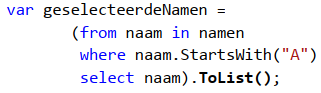 var geselecteerdeNamen =
(from naam in namen
where naam.StartsWith("A")
select naam).ToList();